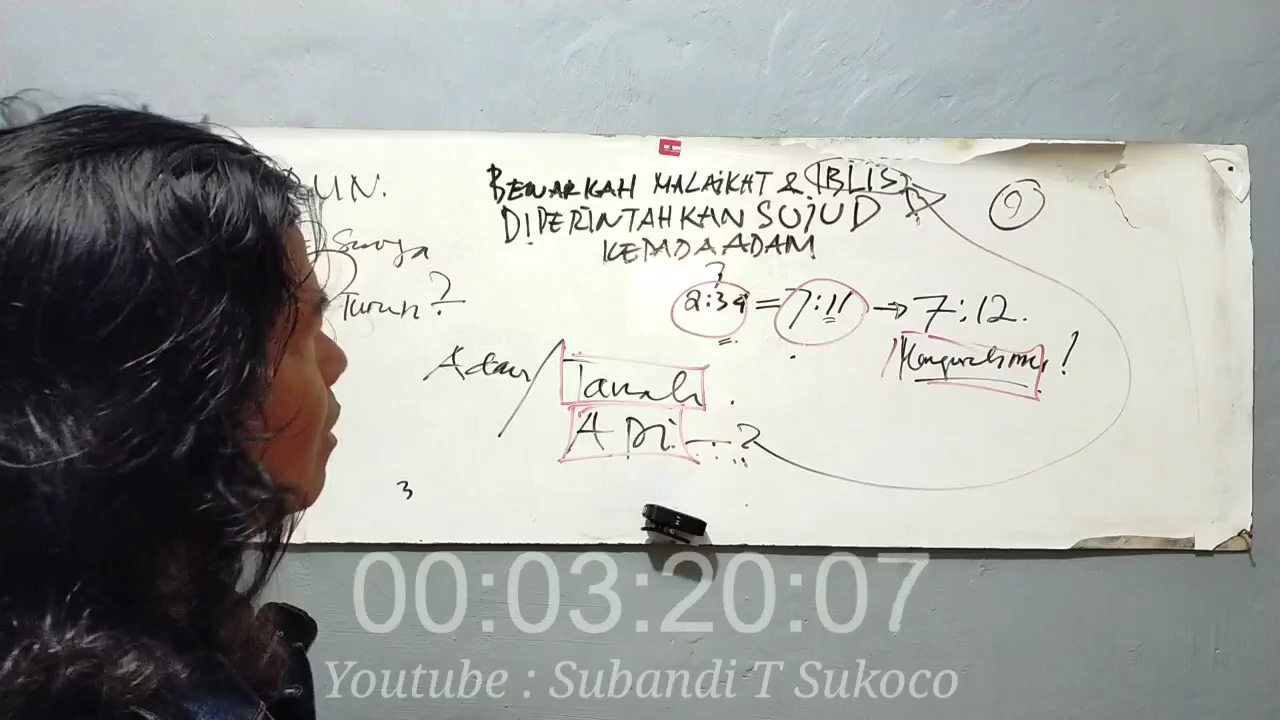 UN.
BENARKAH MALAIKAT & IBLIS
DIPERINTAHKAN SUJUD
KEPADA ADAM
?
9
Surga
Turun?
2:34 = 7:11 → 7:12.
!
Adam / Tanah.
API ...?
3
00:03:20:07
Youtube : Subandi T Sukoco